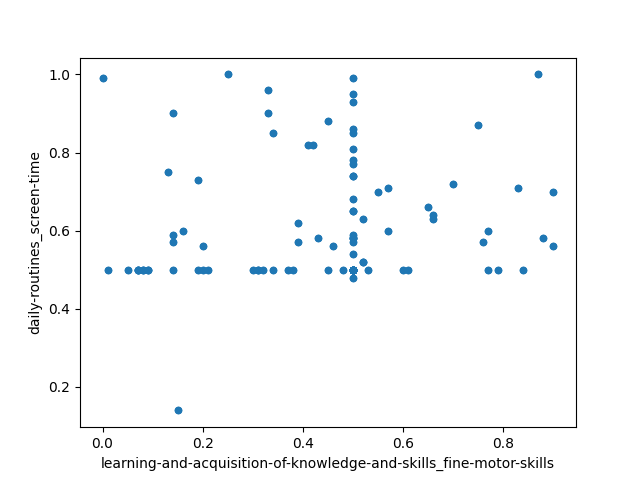 1.0
0.8
0.6
0.4
0.2
daily-routines_screen-time
0.0 0.2 0.4 0.6 0.8
learning-and-acquisition-of-knowledge-and-skills_fine-motor-skills